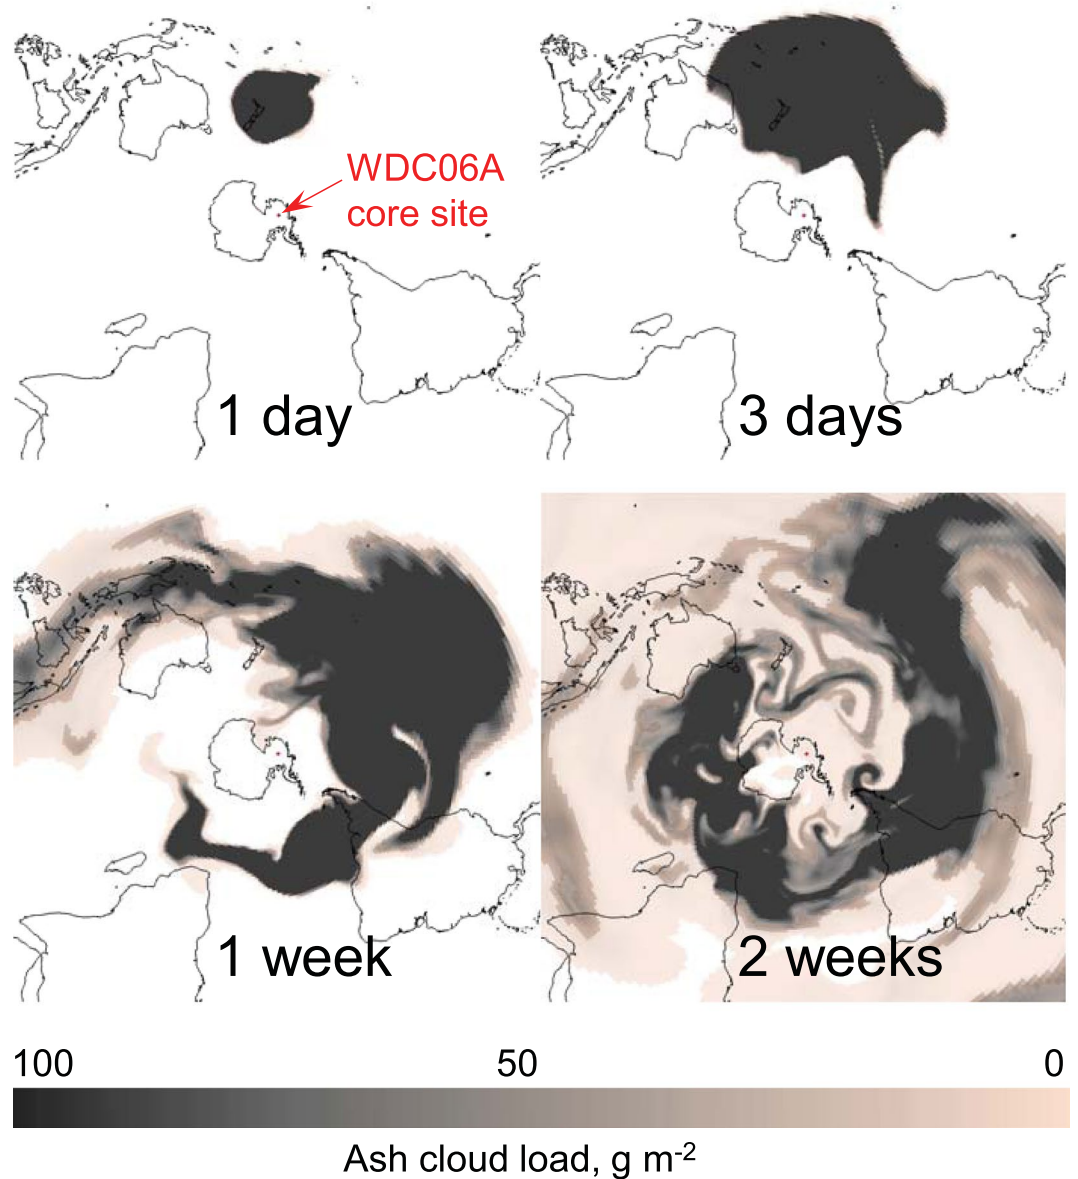 WDC06A
core site
1 day
3 days
1 week
2 weeks
100 50 0
Ash cloud load, g m⁻²